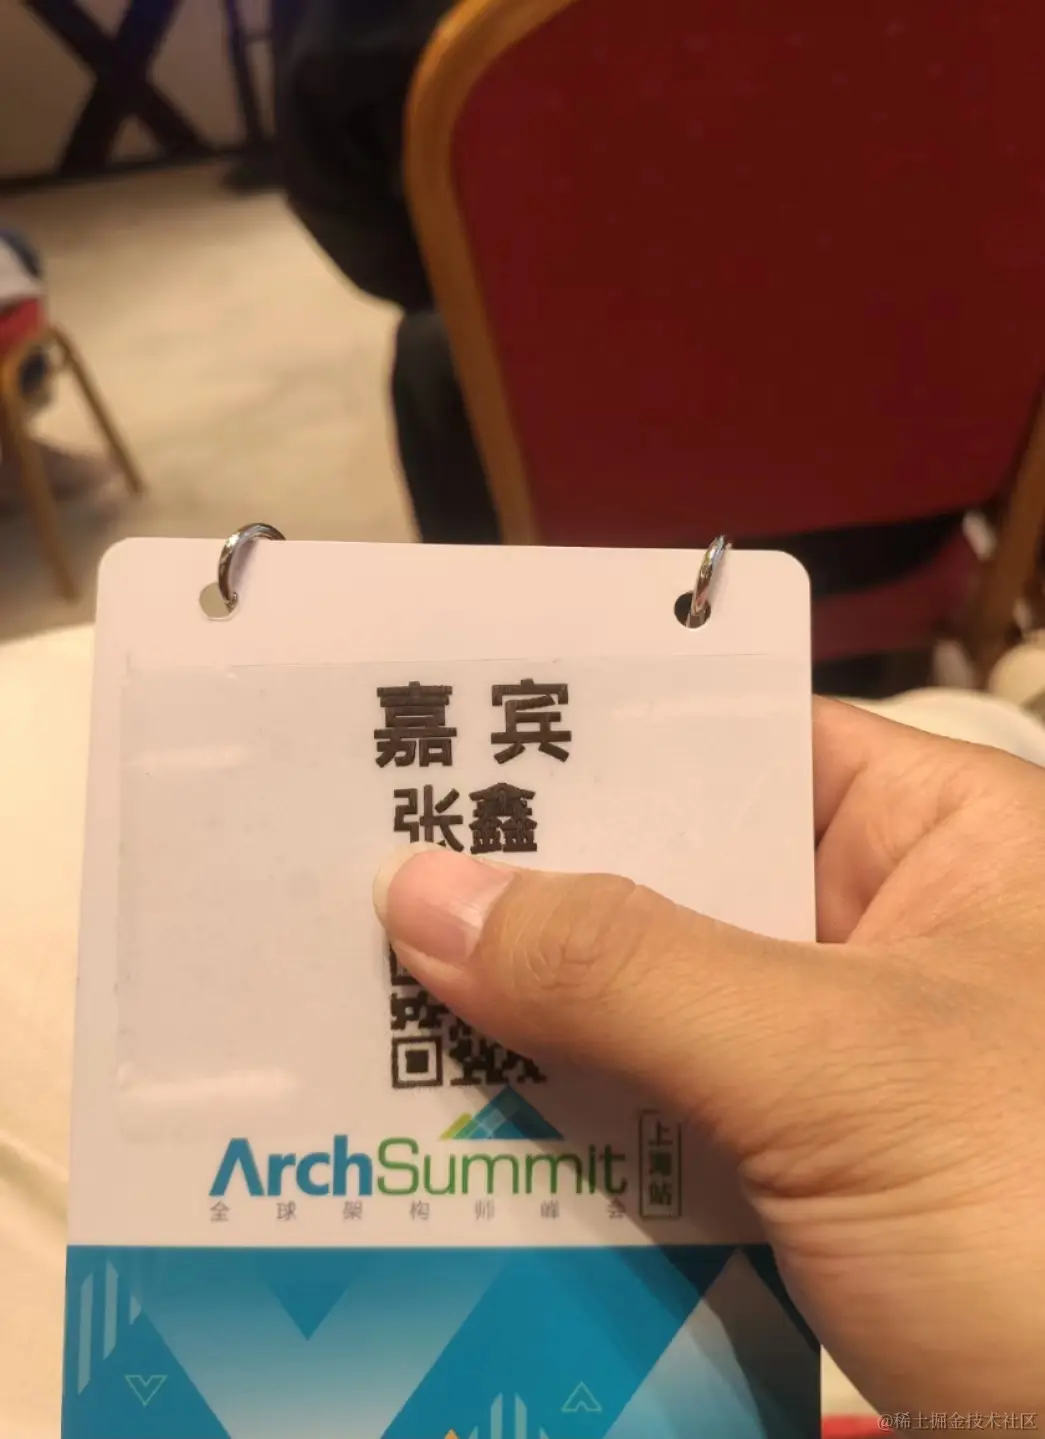 嘉宾
张鑫
ArchSummit
上海站
全球架构师峰会
@稀土掘金技术社区